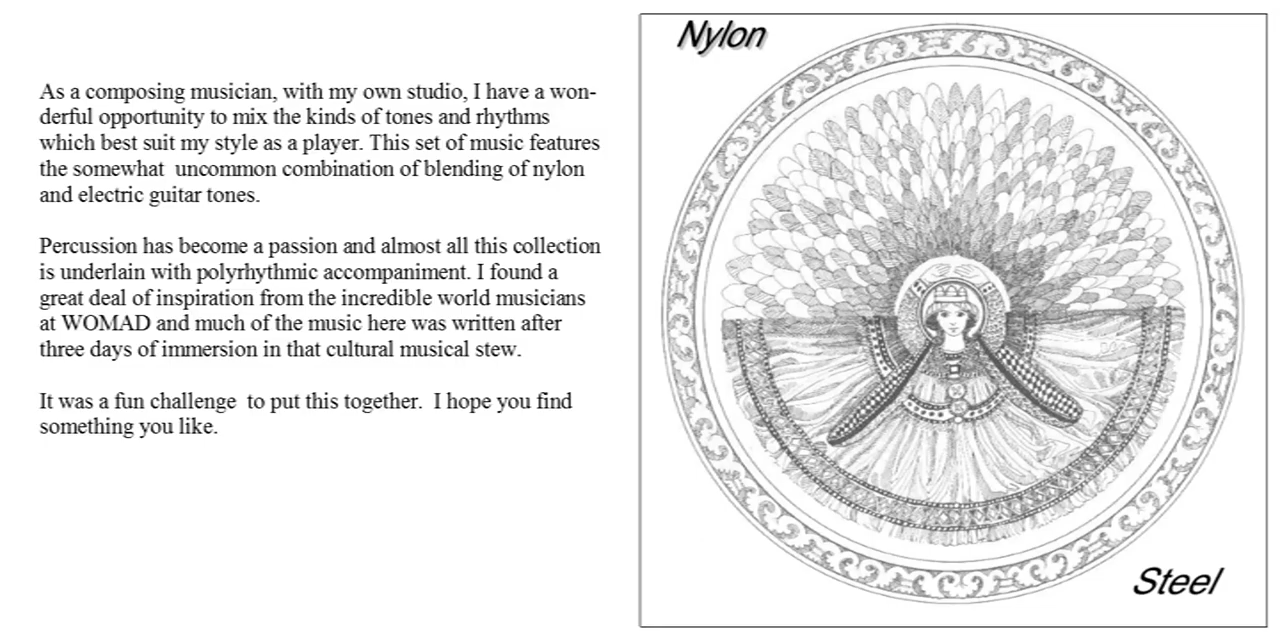 As a composing musician, with my own studio, I have a won-
derful opportunity to mix the kinds of tones and rhythms
which best suit my style as a player. This set of music features
the somewhat  uncommon combination of blending of nylon
and electric guitar tones.
Percussion has become a passion and almost all this collection
is underlain with polyrhythmic accompaniment. I found a
great deal of inspiration from the incredible world musicians
at WOMAD and much of the music here was written after
three days of immersion in that cultural musical stew.
It was a fun challenge  to put this together.  I hope you find
something you like.
Nylon
Steel